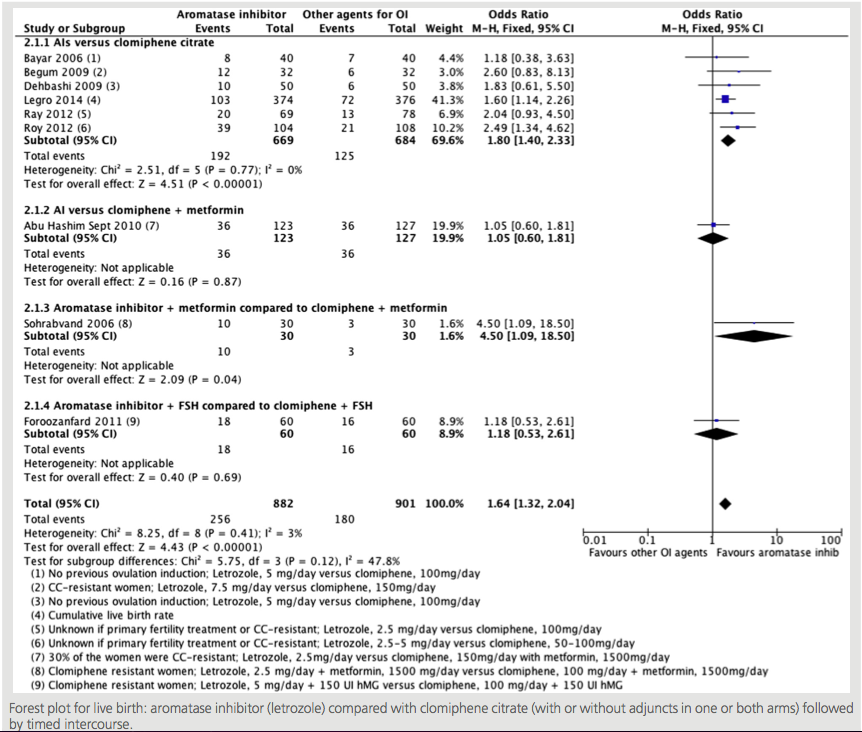 Aromatase inhibitor Other agents for OI Odds Ratio Odds Ratio
Study or Subgroup Events Total Events Total Weight M-H, Fixed, 95% CI M-H, Fixed, 95% CI
2.1.1 AIs versus clomiphene citrate
Bayar 2006 (1) 8 40 7 40 4.4% 1.18 [0.38, 3.63]
Begum 2009 (2) 12 32 6 32 3.0% 2.60 [0.83, 8.13]
Dehbashi 2009 (3) 10 50 6 50 3.8% 1.83 [0.61, 5.50]
Legro 2014 (4) 103 374 72 376 41.3% 1.60 [1.14, 2.26]
Ray 2012 (5) 20 69 13 78 6.9% 2.04 [0.93, 4.50]
Roy 2012 (6) 39 104 21 108 10.2% 2.49 [1.34, 4.62]
Subtotal (95% CI) 669 684 69.6% 1.80 [1.40, 2.33]
Total events 192 125
Heterogeneity: Chi² = 2.51, df = 5 (P = 0.77); I² = 0%
Test for overall effect: Z = 4.51 (P < 0.00001)
2.1.2 AI versus clomiphene + metformin
Abu Hashim Sept 2010 (7) 36 123 36 127 19.9% 1.05 [0.60, 1.81]
Subtotal (95% CI) 123 127 19.9% 1.05 [0.60, 1.81]
Total events 36 36
Heterogeneity: Not applicable
Test for overall effect: Z = 0.16 (P = 0.87)
2.1.3 Aromatase inhibitor + metformin compared to clomiphene + metformin
Sohrabvand 2006 (8) 10 30 3 30 1.6% 4.50 [1.09, 18.50]
Subtotal (95% CI) 30 30 1.6% 4.50 [1.09, 18.50]
Total events 10 3
Heterogeneity: Not applicable
Test for overall effect: Z = 2.09 (P = 0.04)
2.1.4 Aromatase inhibitor + FSH compared to clomiphene + FSH
Foroozanfard 2011 (9) 18 60 16 60 8.9% 1.18 [0.53, 2.61]
Subtotal (95% CI) 60 60 8.9% 1.18 [0.53, 2.61]
Total events 18 16
Heterogeneity: Not applicable
Test for overall effect: Z = 0.40 (P = 0.69)
Total (95% CI) 882 901 100.0% 1.64 [1.32, 2.04]
Total events 256 180
Heterogeneity: Chi² = 8.25, df = 8 (P = 0.41); I² = 3%
Test for overall effect: Z = 4.43 (P < 0.00001)
Test for subgroup differences: Chi² = 5.75, df = 3 (P = 0.12), I² = 47.8%
0.01 0.1 1 10 100
Favours other OI agents Favours aromatase inhib
(1) No previous ovulation induction; Letrozole, 5 mg/day versus clomiphene, 100mg/day
(2) CC-resistant women; Letrozole, 7.5 mg/day versus clomiphene, 150mg/day
(3) No previous ovulation induction; Letrozole, 5 mg/day versus clomiphene, 100mg/day
(4) Cumulative live birth rate
(5) Unknown if primary fertility treatment or CC-resistant; Letrozole, 2.5 mg/day versus clomiphene, 100mg/day
(6) Unknown if primary fertility treatment or CC-resistant; Letrozole, 2.5-5 mg/day versus clomiphene, 50-100mg/day
(7) 30% of the women were CC-resistant; Letrozole, 2.5mg/day versus clomiphene, 150mg/day with metformin, 1500mg/day
(8) Clomiphene resistant women; Letrozole, 2.5 mg/day + metformin, 1500 mg/day versus clomiphene, 100 mg/day + metformin, 1500mg/day
(9) Clomiphene resistant women; Letrozole, 5 mg/day + 150 UI hMG versus clomiphene, 100 mg/day + 150 UI hMG
Forest plot for live birth: aromatase inhibitor (letrozole) compared with clomiphene citrate (with or without adjuncts in one or both arms) followed
by timed intercourse.